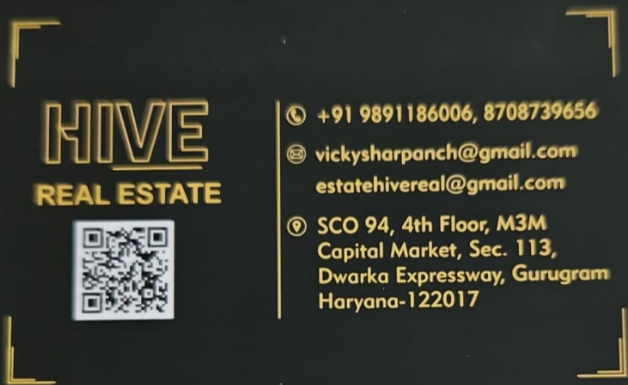 HIVE
REAL ESTATE
+91 9891186006, 8708739656
vickysharpanch@gmail.com
estatehivereal@gmail.com
SCO 94, 4th Floor, M3M
Capital Market, Sec. 113,
Dwarka Expressway, Gurugram
Haryana-122017